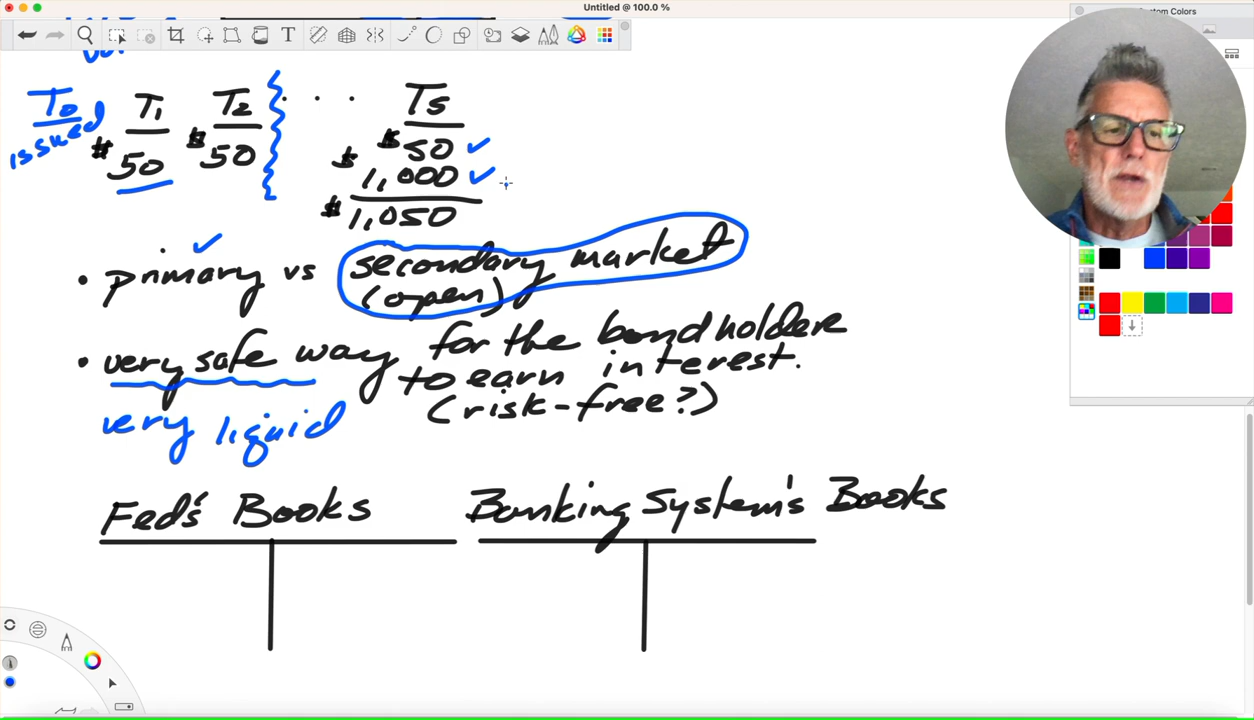 Untitled @ 100.0 %
Custom Colors
T0 T1 T2 . . . T5
issued
$ 50 $ 50 $ 50
$ 1,000
$ 1,050
• primary vs secondary market
(open)
• very safe way for the bondholder
to earn interest.
(risk-free?)
very liquid
Fed's Books Banking System's Books